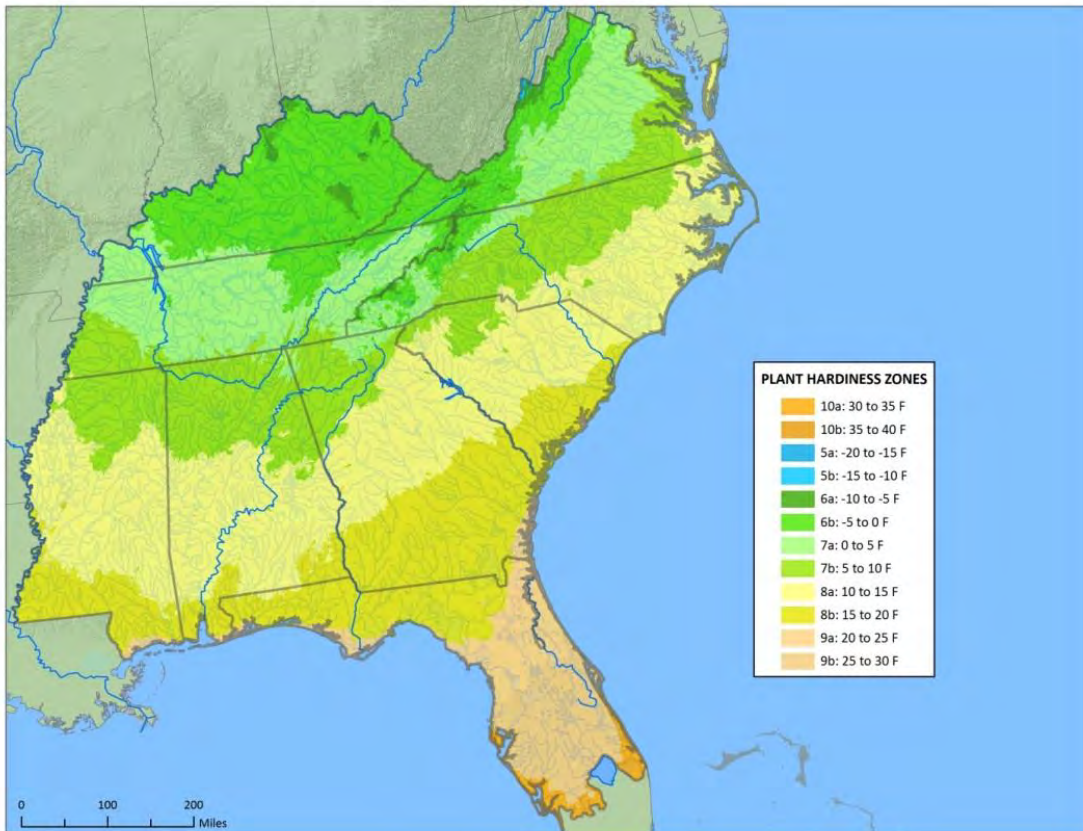 PLANT HARDINESS ZONES
10a: 30 to 35 F
10b: 35 to 40 F
5a: -20 to -15 F
5b: -15 to -10 F
6a: -10 to -5 F
6b: -5 to 0 F
7a: 0 to 5 F
7b: 5 to 10 F
8a: 10 to 15 F
8b: 15 to 20 F
9a: 20 to 25 F
9b: 25 to 30 F
0 100 200
Miles